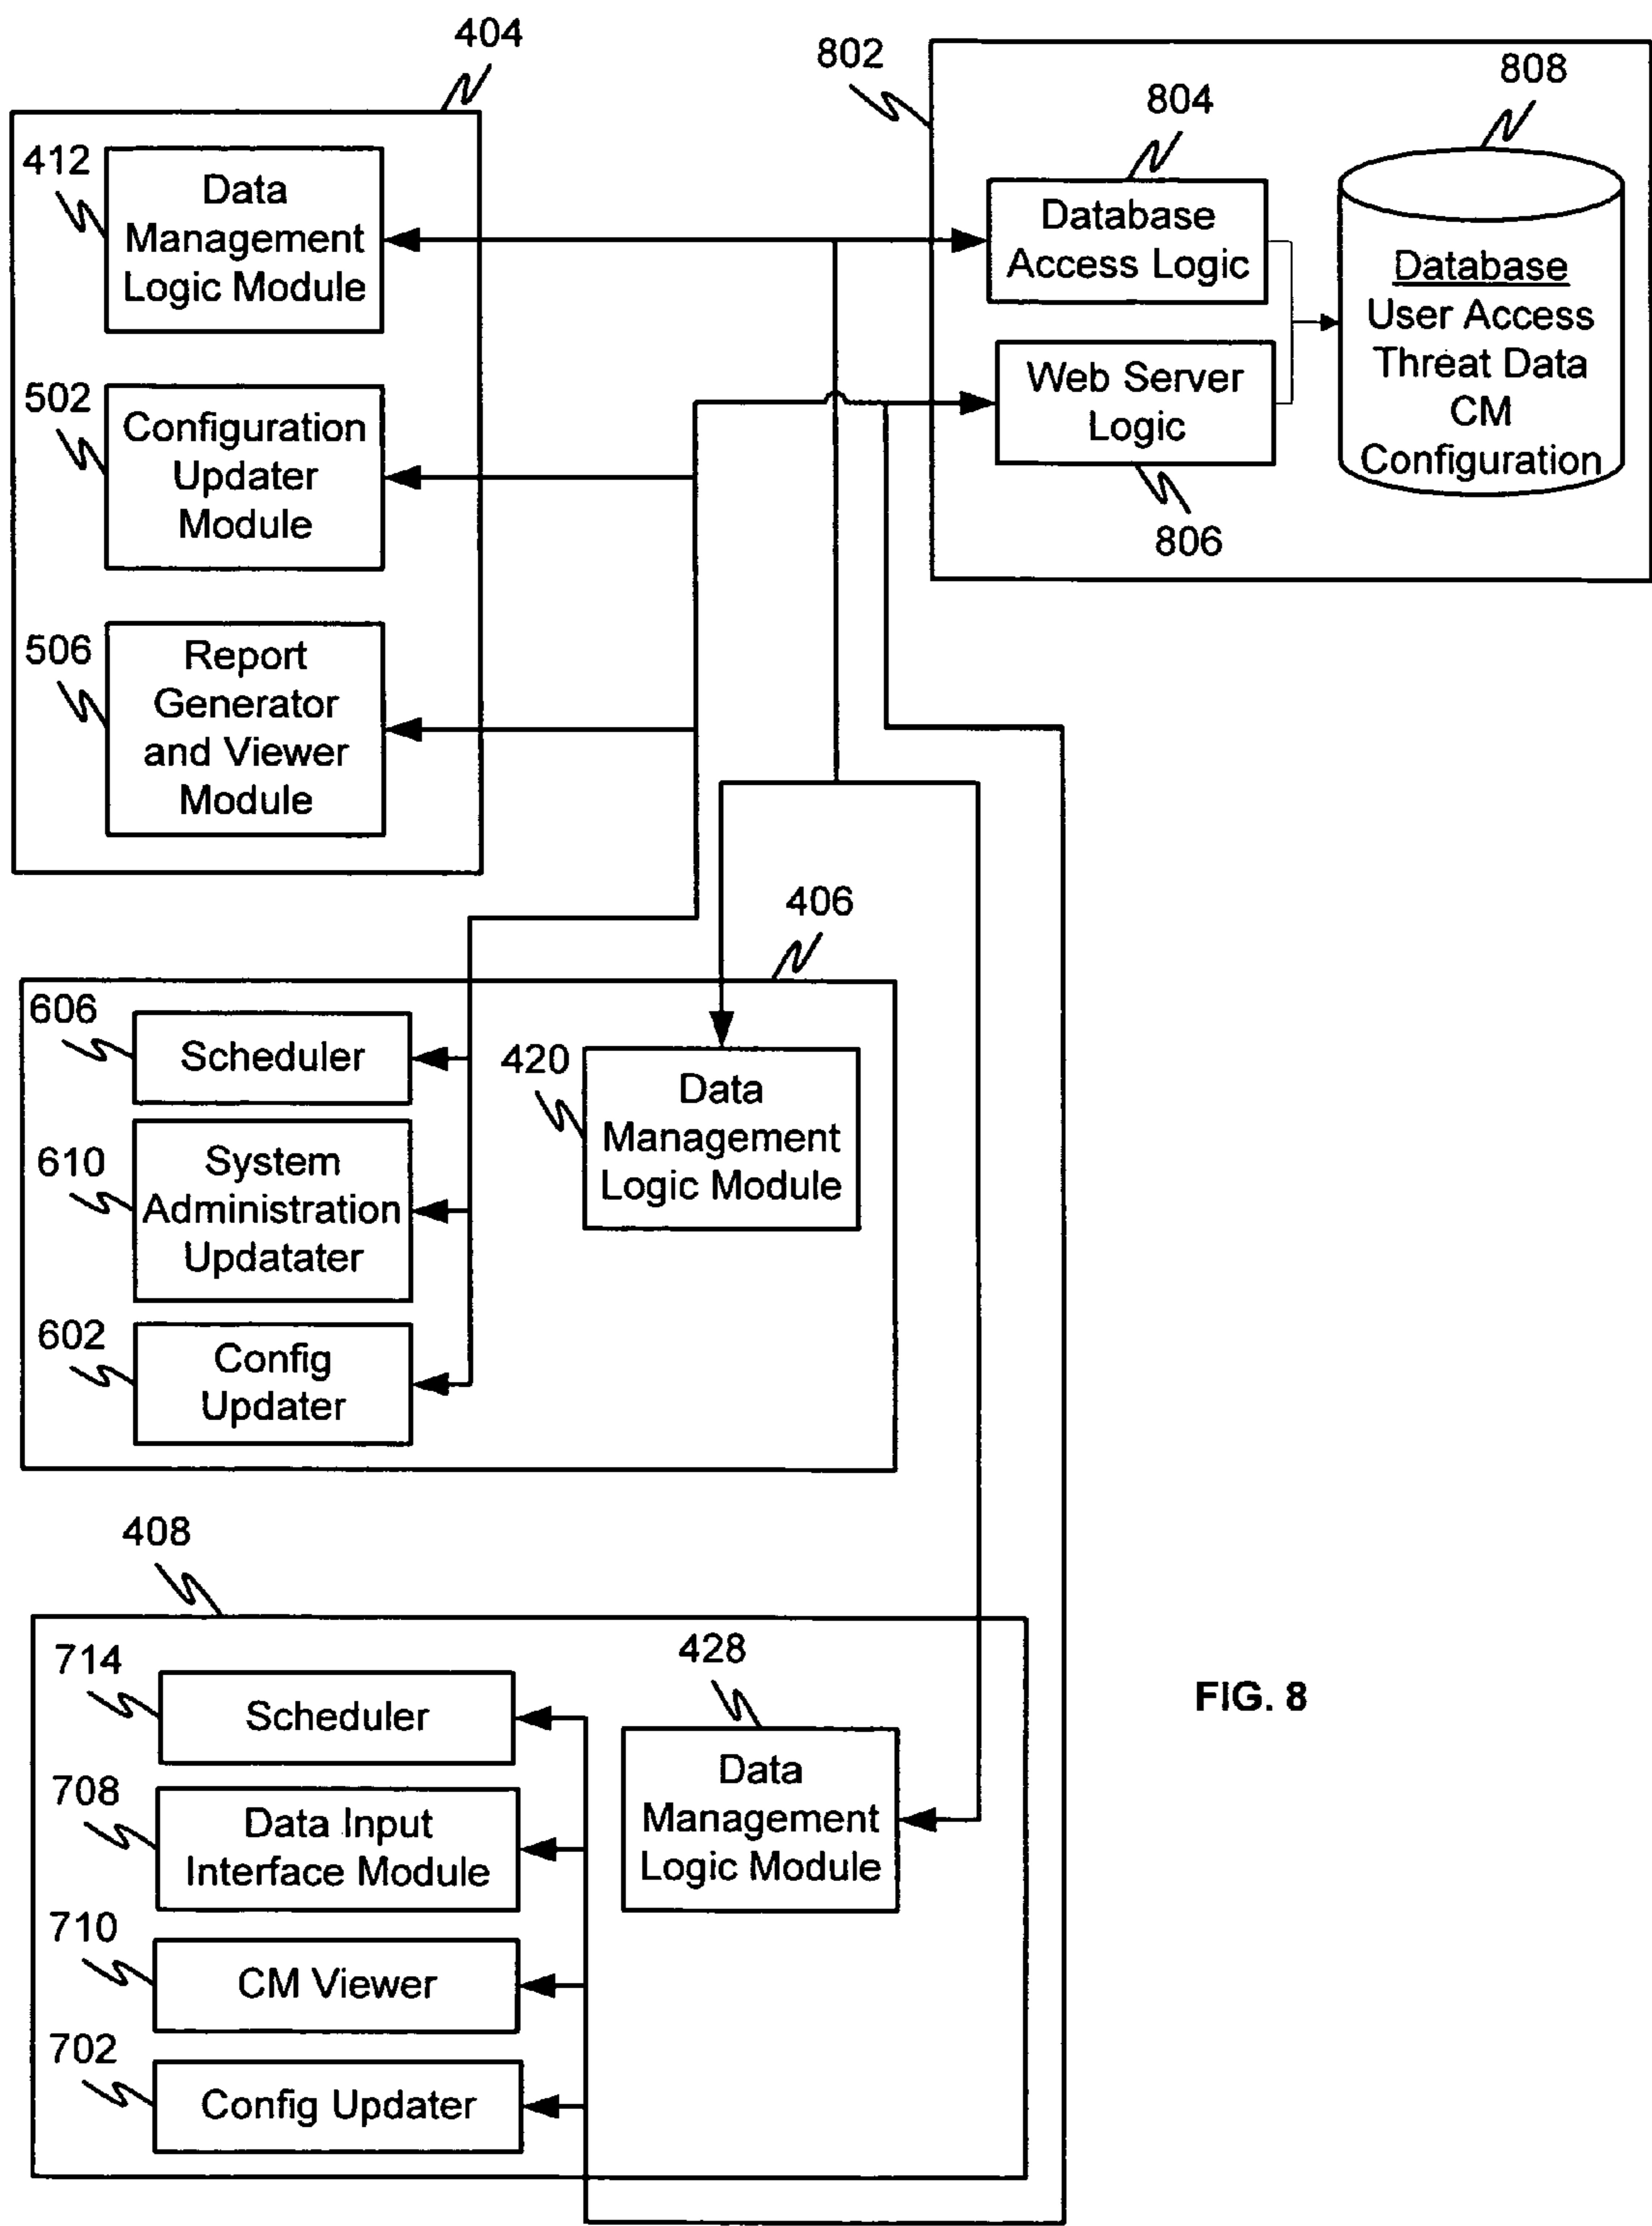 404
412
Data
Management
Logic Module
502
Configuration
Updater
Module
506
Report
Generator
and Viewer
Module
802
804
Database
Access Logic
Web Server
Logic
806
808
Database
User Access
Threat Data
CM
Configuration
406
606
Scheduler
610
System
Administration
Updatater
602
Config
Updater
420
Data
Management
Logic Module
408
714
Scheduler
708
Data Input
Interface Module
710
CM Viewer
702
Config Updater
428
Data
Management
Logic Module
FIG. 8